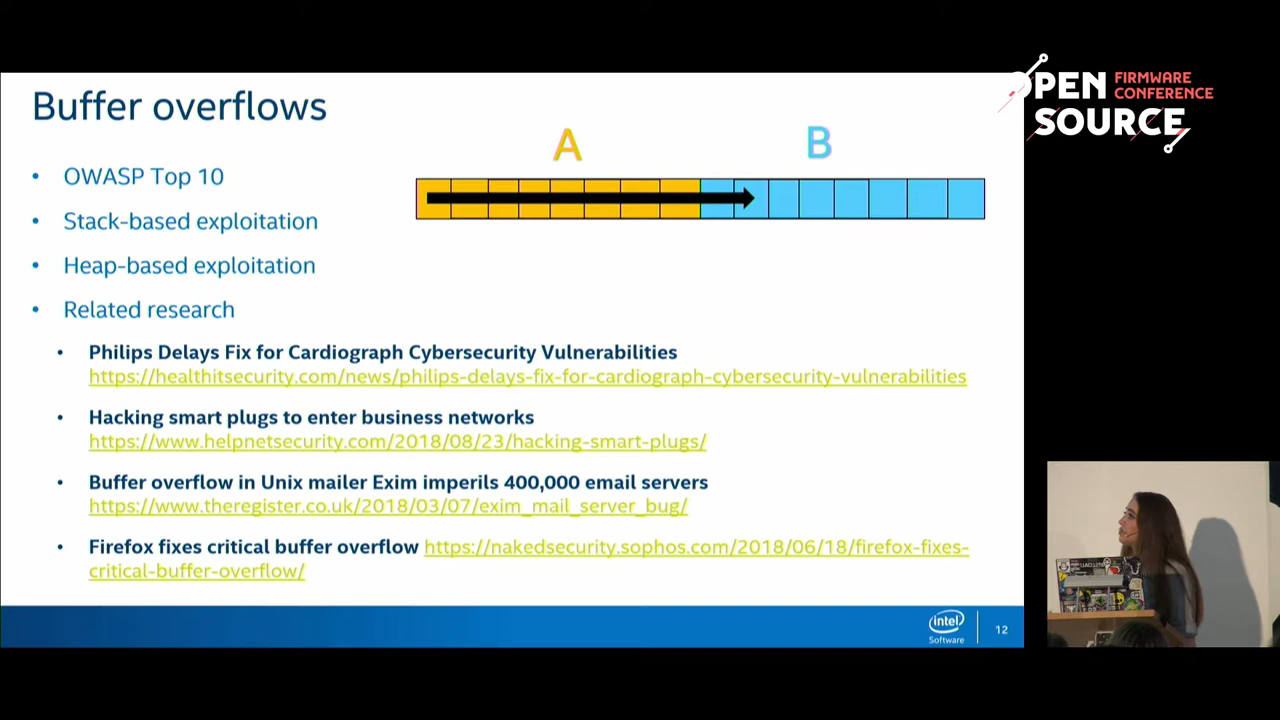 OPEN FIRMWARE CONFERENCE
SOURCE
Buffer overflows
A B
• OWASP Top 10
• Stack-based exploitation
• Heap-based exploitation
• Related research
• Philips Delays Fix for Cardiograph Cybersecurity Vulnerabilities
https://healthitsecurity.com/news/philips-delays-fix-for-cardiograph-cybersecurity-vulnerabilities
• Hacking smart plugs to enter business networks
https://www.helpnetsecurity.com/2018/08/23/hacking-smart-plugs/
• Buffer overflow in Unix mailer Exim imperils 400,000 email servers
https://www.theregister.co.uk/2018/03/07/exim_mail_server_bug/
• Firefox fixes critical buffer overflow https://nakedsecurity.sophos.com/2018/06/18/firefox-fixes-
critical-buffer-overflow/
intel
Software
12